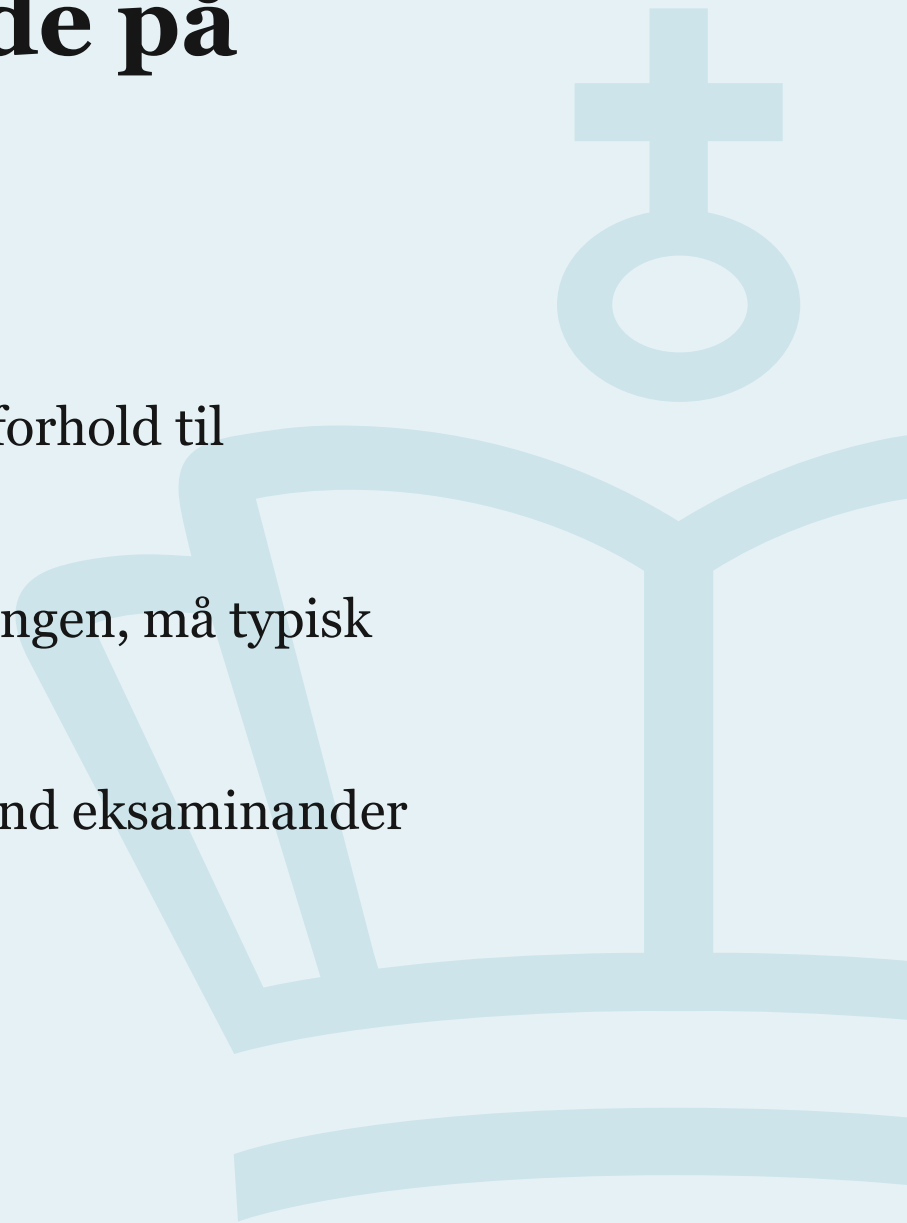 de på
forhold til
ngen, må typisk
nd eksaminander